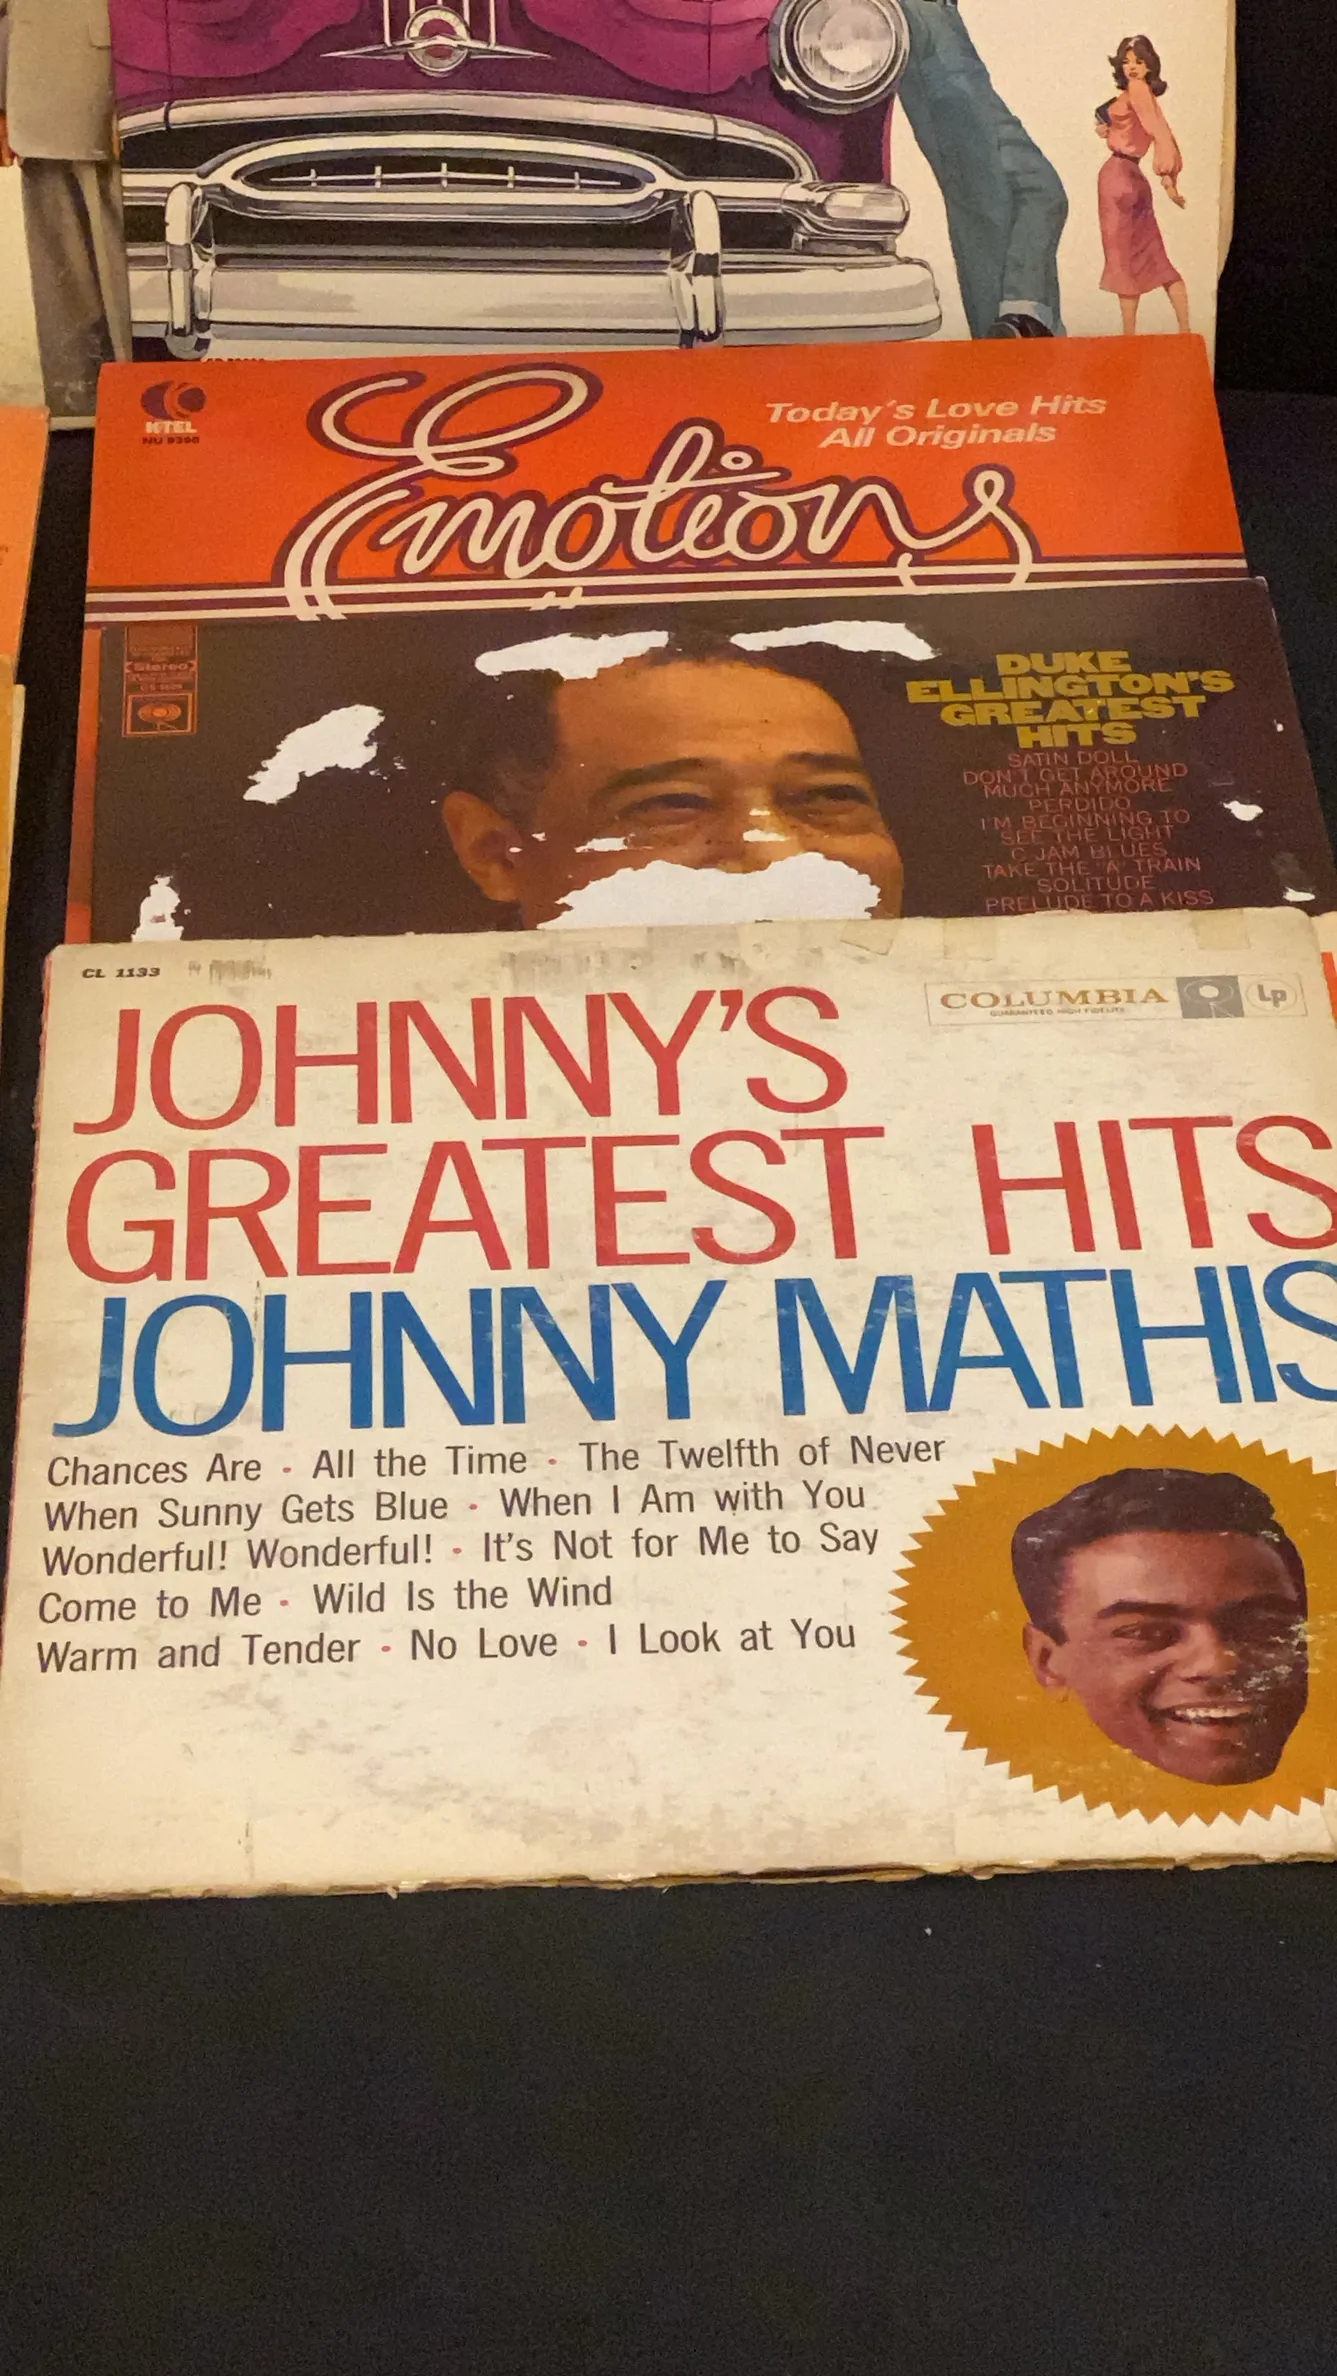 KTEL
NU 9390
Today's Love Hits
All Originals
Emotions
Stereo
DUKE
ELLINGTON'S
GREATEST
HITS
SATIN DOLL
DON'T GET AROUND
MUCH ANYMORE
PERDIDO
I'M BEGINNING TO
SEE THE LIGHT
C JAM BLUES
TAKE THE "A" TRAIN
SOLITUDE
PRELUDE TO A KISS
CL 1133
COLUMBIA Lp
GUARANTEED HIGH FIDELITY
JOHNNY'S
GREATEST HITS
JOHNNY MATHIS
Chances Are · All the Time · The Twelfth of Never
When Sunny Gets Blue · When I Am with You
Wonderful! Wonderful! · It's Not for Me to Say
Come to Me · Wild Is the Wind
Warm and Tender · No Love · I Look at You